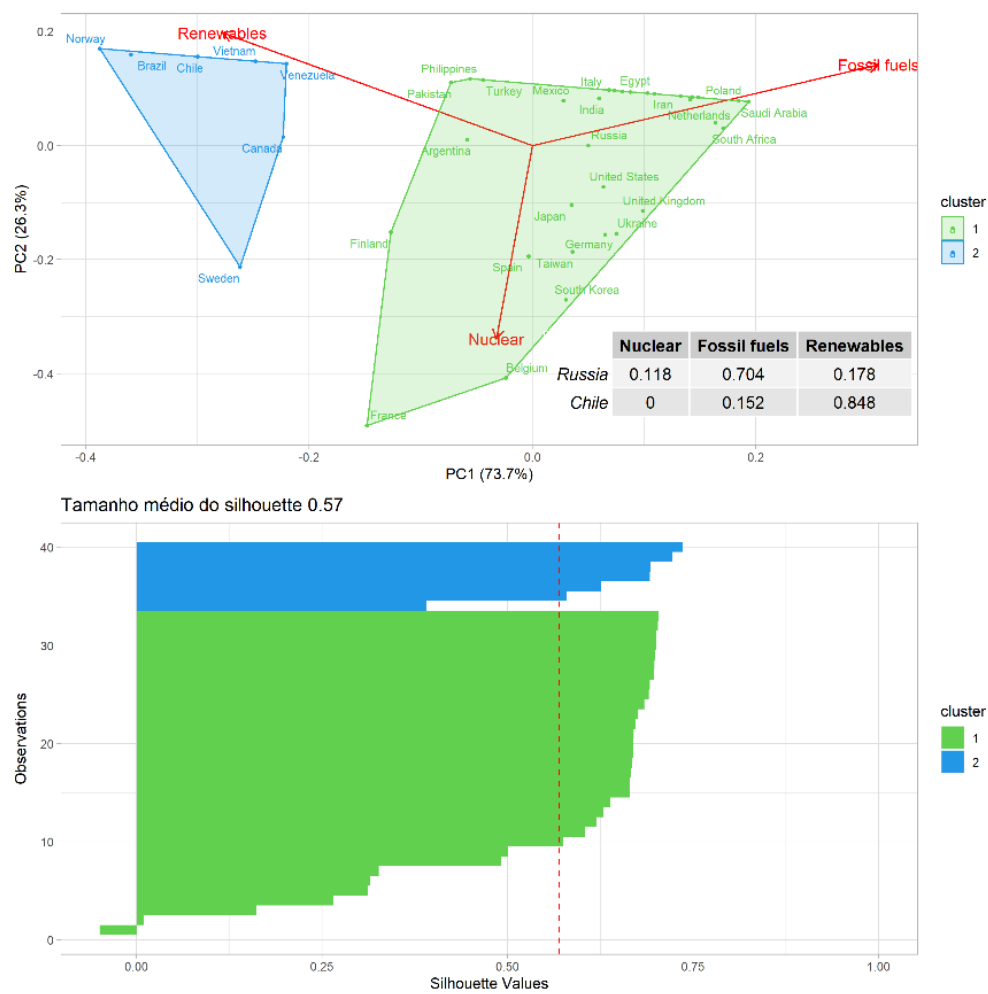 0.2
0.0
-0.2
-0.4
PC2 (26.3%)
Norway
Renewables
Brazil
Chile
Vietnam
Venezuela
Canada
Sweden
Philippines
Pakistan
Turkey
Mexico
Italy
Egypt
India
Iran
Poland
Fossil fuels
Netherlands
Saudi Arabia
South Africa
Russia
Argentina
United States
United Kingdom
Japan
Ukraine
Germany
Finland
Spain
Taiwan
South Korea
Nuclear
Belgium
France
Nuclear Fossil fuels Renewables
Russia 0.118 0.704 0.178
Chile 0 0.152 0.848
-0.4 -0.2 0.0 0.2
PC1 (73.7%)
cluster
1
2
Tamanho médio do silhouette 0.57
40
30
20
10
0
Observations
0.00 0.25 0.50 0.75 1.00
Silhouette Values
cluster
1
2